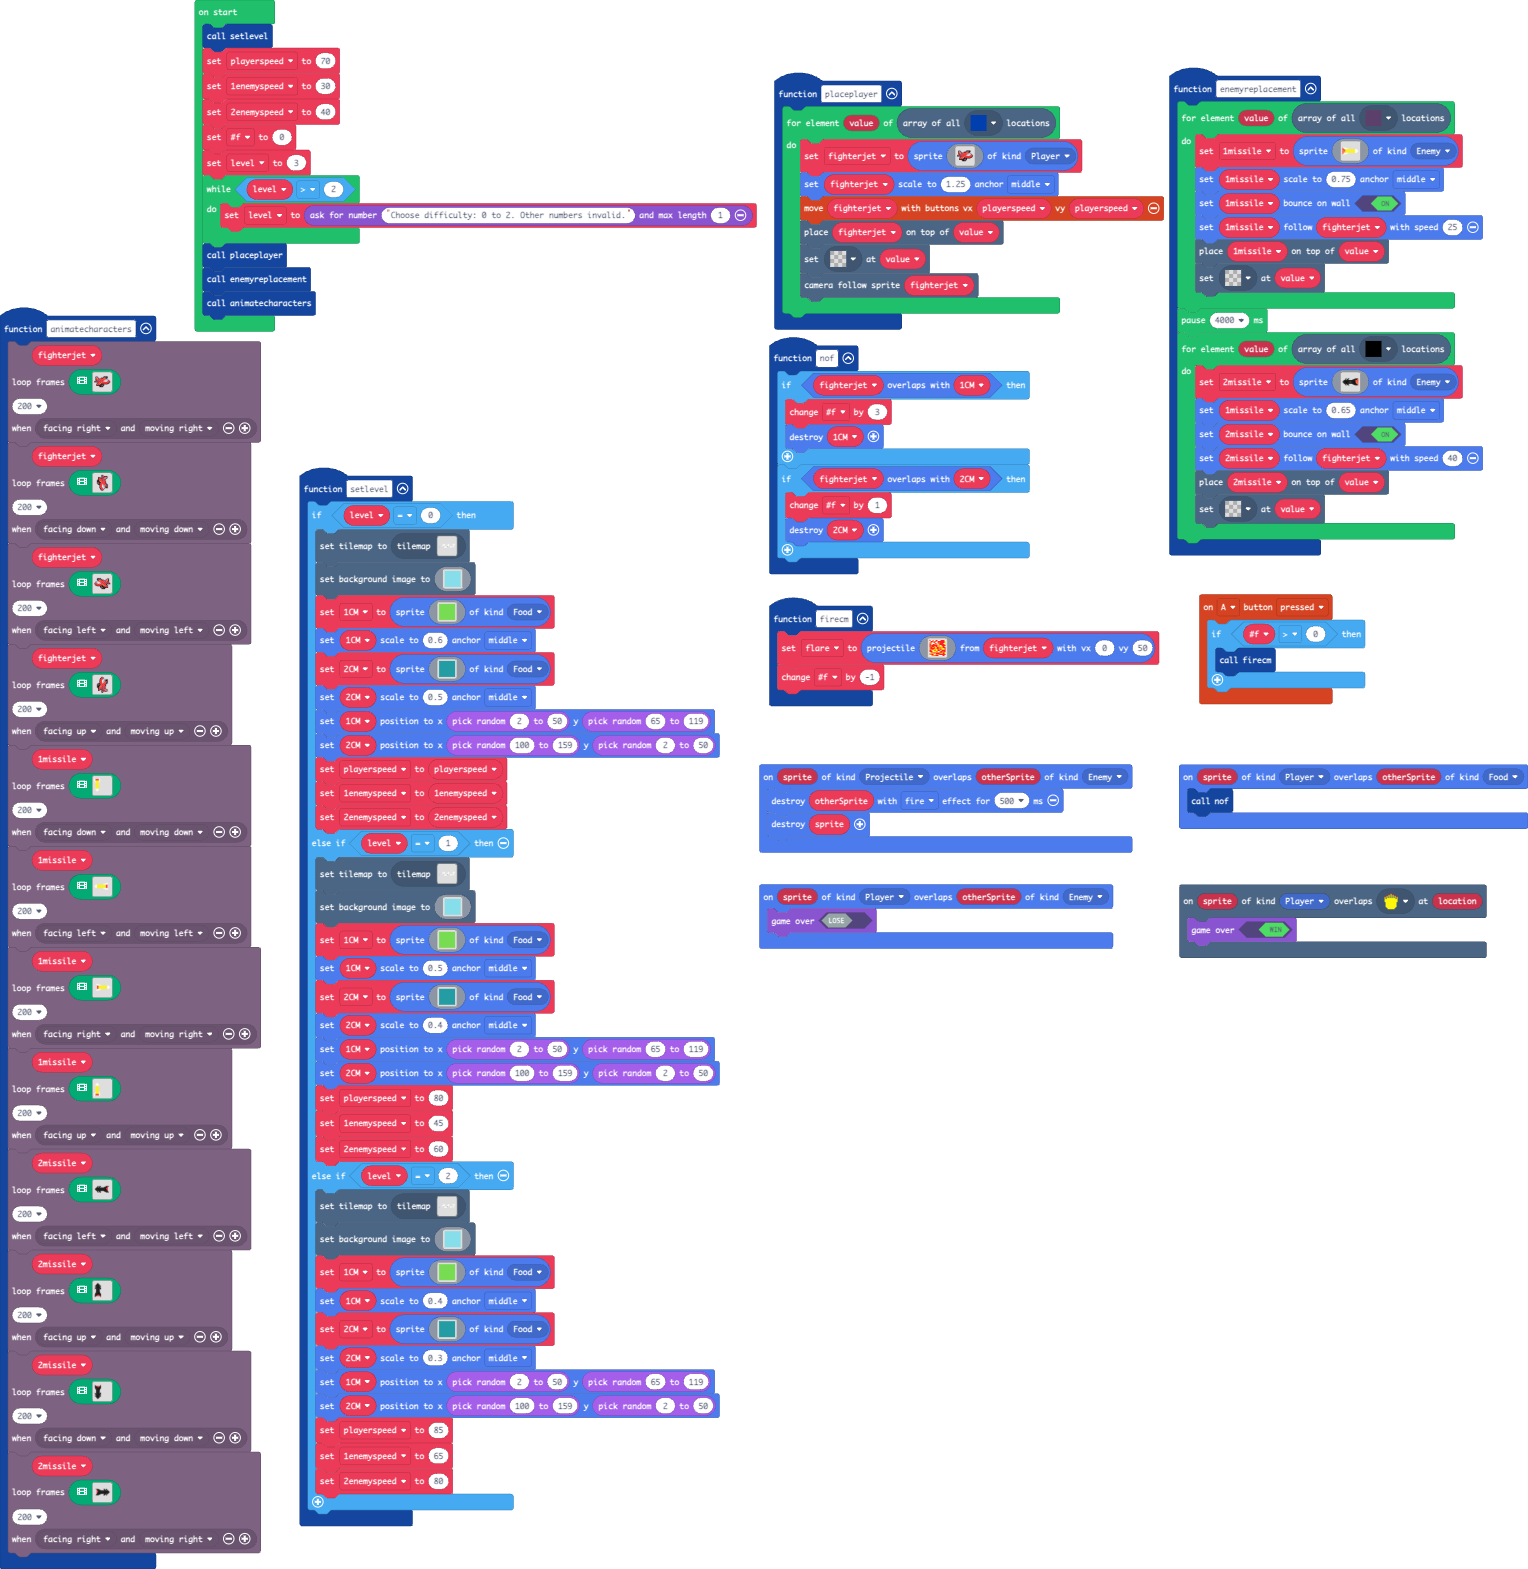 on start
call setlevel
set playerspeed to 70
set 1enemyspeed to 30
set 2enemyspeed to 40
set #f to 0
set level to 3
while level > 2
do set level to ask for number "Choose difficulty: 0 to 2. Other numbers invalid." and max length 1
call placeplayer
call enemyreplacement
call animatecharacters
function animatecharacters
fighterjet
loop frames
200
when facing right and moving right
fighterjet
loop frames
200
when facing down and moving down
fighterjet
loop frames
200
when facing left and moving left
fighterjet
loop frames
200
when facing up and moving up
1missile
loop frames
200
when facing down and moving down
1missile
loop frames
200
when facing left and moving left
1missile
loop frames
200
when facing right and moving right
1missile
loop frames
200
when facing up and moving up
2missile
loop frames
200
when facing left and moving left
2missile
loop frames
200
when facing up and moving up
2missile
loop frames
200
when facing down and moving down
2missile
loop frames
200
when facing right and moving right
function setlevel
if level = 0 then
set tilemap to tilemap
set background image to
set 1CM to sprite of kind Food
set 1CM scale to 0.6 anchor middle
set 2CM to sprite of kind Food
set 2CM scale to 0.5 anchor middle
set 1CM position to x pick random 2 to 50 y pick random 65 to 119
set 2CM position to x pick random 100 to 159 y pick random 2 to 50
set playerspeed to playerspeed
set 1enemyspeed to 1enemyspeed
set 2enemyspeed to 2enemyspeed
else if level = 1 then
set tilemap to tilemap
set background image to
set 1CM to sprite of kind Food
set 1CM scale to 0.5 anchor middle
set 2CM to sprite of kind Food
set 2CM scale to 0.4 anchor middle
set 1CM position to x pick random 2 to 50 y pick random 65 to 119
set 2CM position to x pick random 100 to 159 y pick random 2 to 50
set playerspeed to 80
set 1enemyspeed to 45
set 2enemyspeed to 60
else if level = 2 then
set tilemap to tilemap
set background image to
set 1CM to sprite of kind Food
set 1CM scale to 0.4 anchor middle
set 2CM to sprite of kind Food
set 2CM scale to 0.3 anchor middle
set 1CM position to x pick random 2 to 50 y pick random 65 to 119
set 2CM position to x pick random 100 to 159 y pick random 2 to 50
set playerspeed to 85
set 1enemyspeed to 65
set 2enemyspeed to 80
function placeplayer
for element value of array of all locations
do
set fighterjet to sprite of kind Player
set fighterjet scale to 1.25 anchor middle
move fighterjet with buttons vx playerspeed vy playerspeed
place fighterjet on top of value
set at value
camera follow sprite fighterjet
function nof
if fighterjet overlaps with 1CM then
change #f by 3
destroy 1CM
if fighterjet overlaps with 2CM then
change #f by 1
destroy 2CM
function firecm
set flare to projectile from fighterjet with vx 0 vy 50
change #f by -1
on sprite of kind Projectile overlaps otherSprite of kind Enemy
destroy otherSprite with fire effect for 500 ms
destroy sprite
on sprite of kind Player overlaps otherSprite of kind Enemy
game over LOSE
function enemyreplacement
for element value of array of all locations
do
set 1missile to sprite of kind Enemy
set 1missile scale to 0.75 anchor middle
set 1missile bounce on wall ON
set 1missile follow fighterjet with speed 25
place 1missile on top of value
set at value
pause 4000 ms
for element value of array of all locations
do
set 2missile to sprite of kind Enemy
set 1missile scale to 0.65 anchor middle
set 2missile bounce on wall ON
set 2missile follow fighterjet with speed 40
place 2missile on top of value
set at value
on A button pressed
if #f > 0 then
call firecm
on sprite of kind Player overlaps otherSprite of kind Food
call nof
on sprite of kind Player overlaps at location
game over WIN